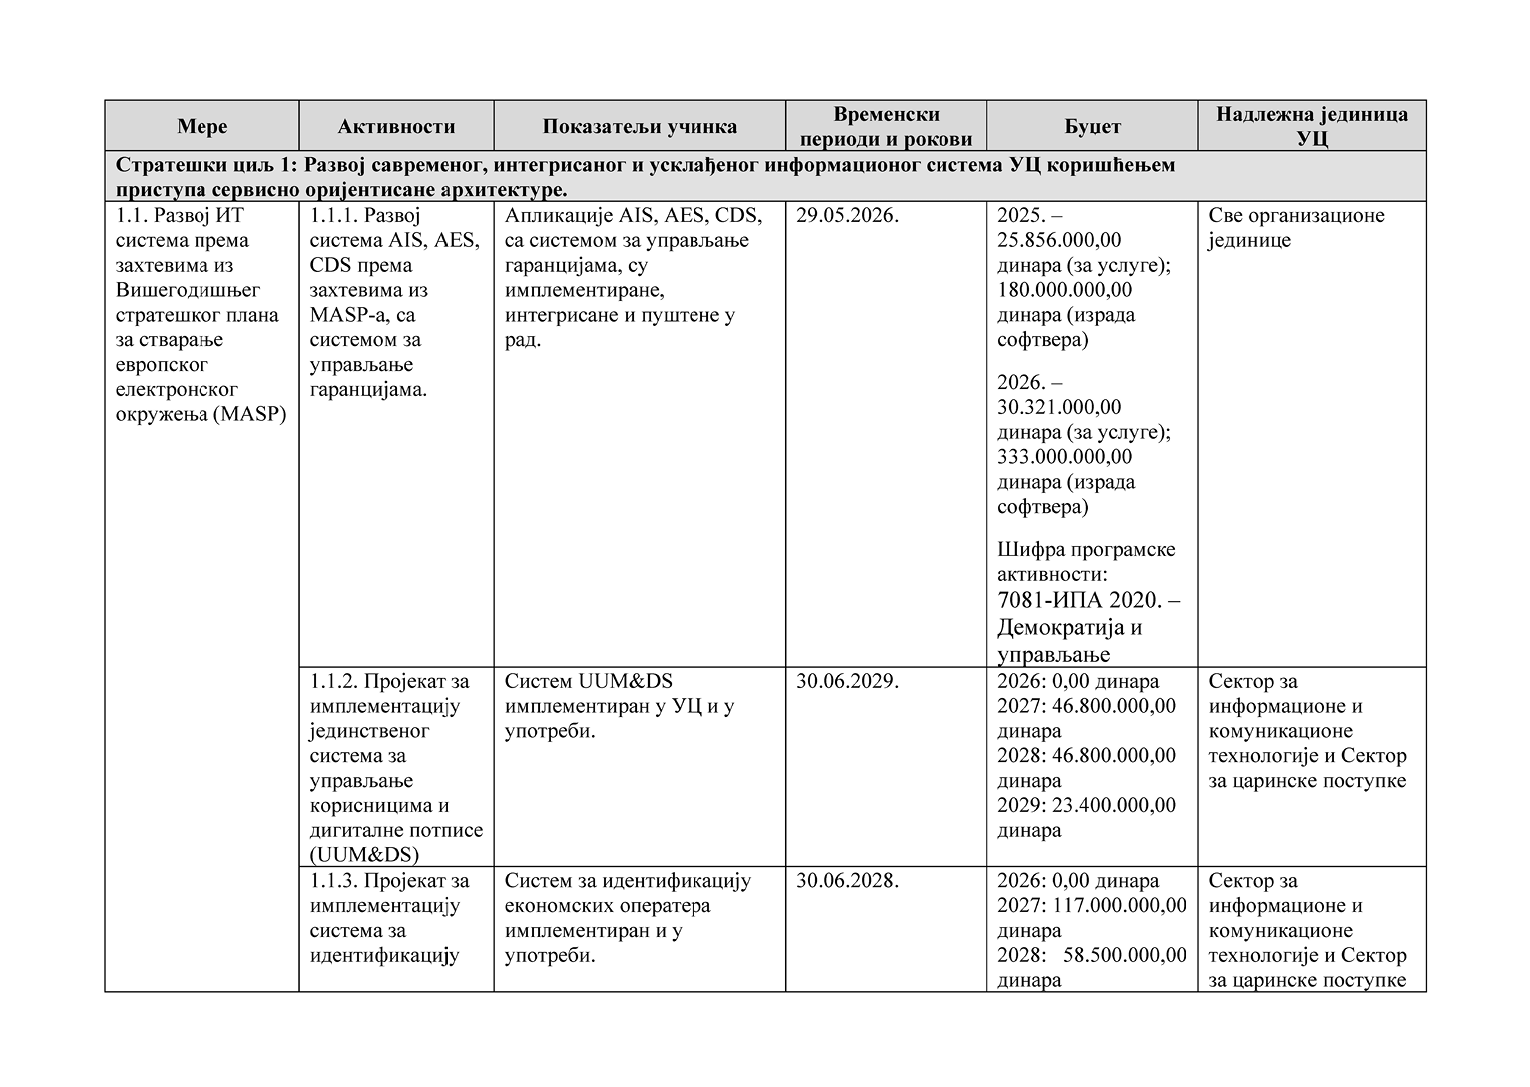 Мере
Активности
Показатељи учинка
Временски
периоди и рокови
Буџет
Надлежна јединица
УЦ
Стратешки циљ 1: Развој савременог, интегрисаног и усклађеног информационог система УЦ коришћењем
приступа сервисно оријентисане архитектуре.
1.1. Развој ИТ
система према
захтевима из
Вишегодишњег
стратешког плана
за стварање
европског
електронског
окружења (MASP)
1.1.1. Развој
система AIS, AES,
CDS према
захтевима из
MASP-а, са
системом за
управљање
гаранцијама.
Апликације AIS, AES, CDS,
са системом за управљање
гаранцијама, су
имплементиране,
интегрисане и пуштене у
рад.
29.05.2026.
2025. –
25.856.000,00
динара (за услуге);
180.000.000,00
динара (израда
софтвера)
2026. –
30.321.000,00
динара (за услуге);
333.000.000,00
динара (израда
софтвера)
Шифра програмске
активности:
7081-ИПА 2020. –
Демократија и
управљање
Све организационе
јединице
1.1.2. Пројекат за
имплементацију
јединственог
система за
управљање
корисницима и
дигиталне потписе
(UUM&DS)
Систем UUM&DS
имплементиран у УЦ и у
употреби.
30.06.2029.
2026: 0,00 динара
2027: 46.800.000,00
динара
2028: 46.800.000,00
динара
2029: 23.400.000,00
динара
Сектор за
информационе и
комуникационе
технологије и Сектор
за царинске поступке
1.1.3. Пројекат за
имплементацију
система за
идентификацију
Систем за идентификацију
економских оператера
имплементиран и у
употреби.
30.06.2028.
2026: 0,00 динара
2027: 117.000.000,00
динара
2028: 58.500.000,00
динара
Сектор за
информационе и
комуникационе
технологије и Сектор
за царинске поступке